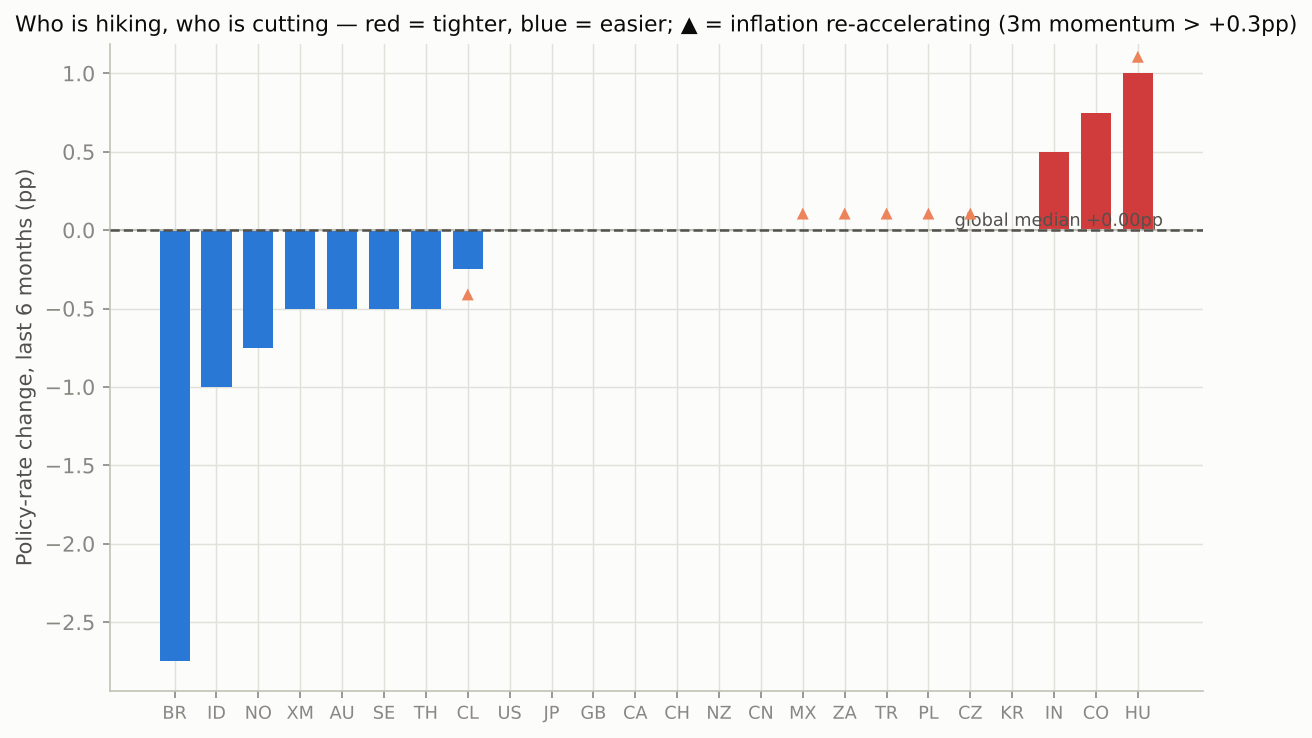 Who is hiking, who is cutting — red = tighter, blue = easier; ▲ = inflation re-accelerating (3m momentum > +0.3pp)
Policy-rate change, last 6 months (pp)
1.0
0.5
0.0
−0.5
−1.0
−1.5
−2.0
−2.5
global median +0.00pp
BR ID NO XM AU SE TH CL US JP GB CA CH NZ CN MX ZA TR PL CZ KR IN CO HU